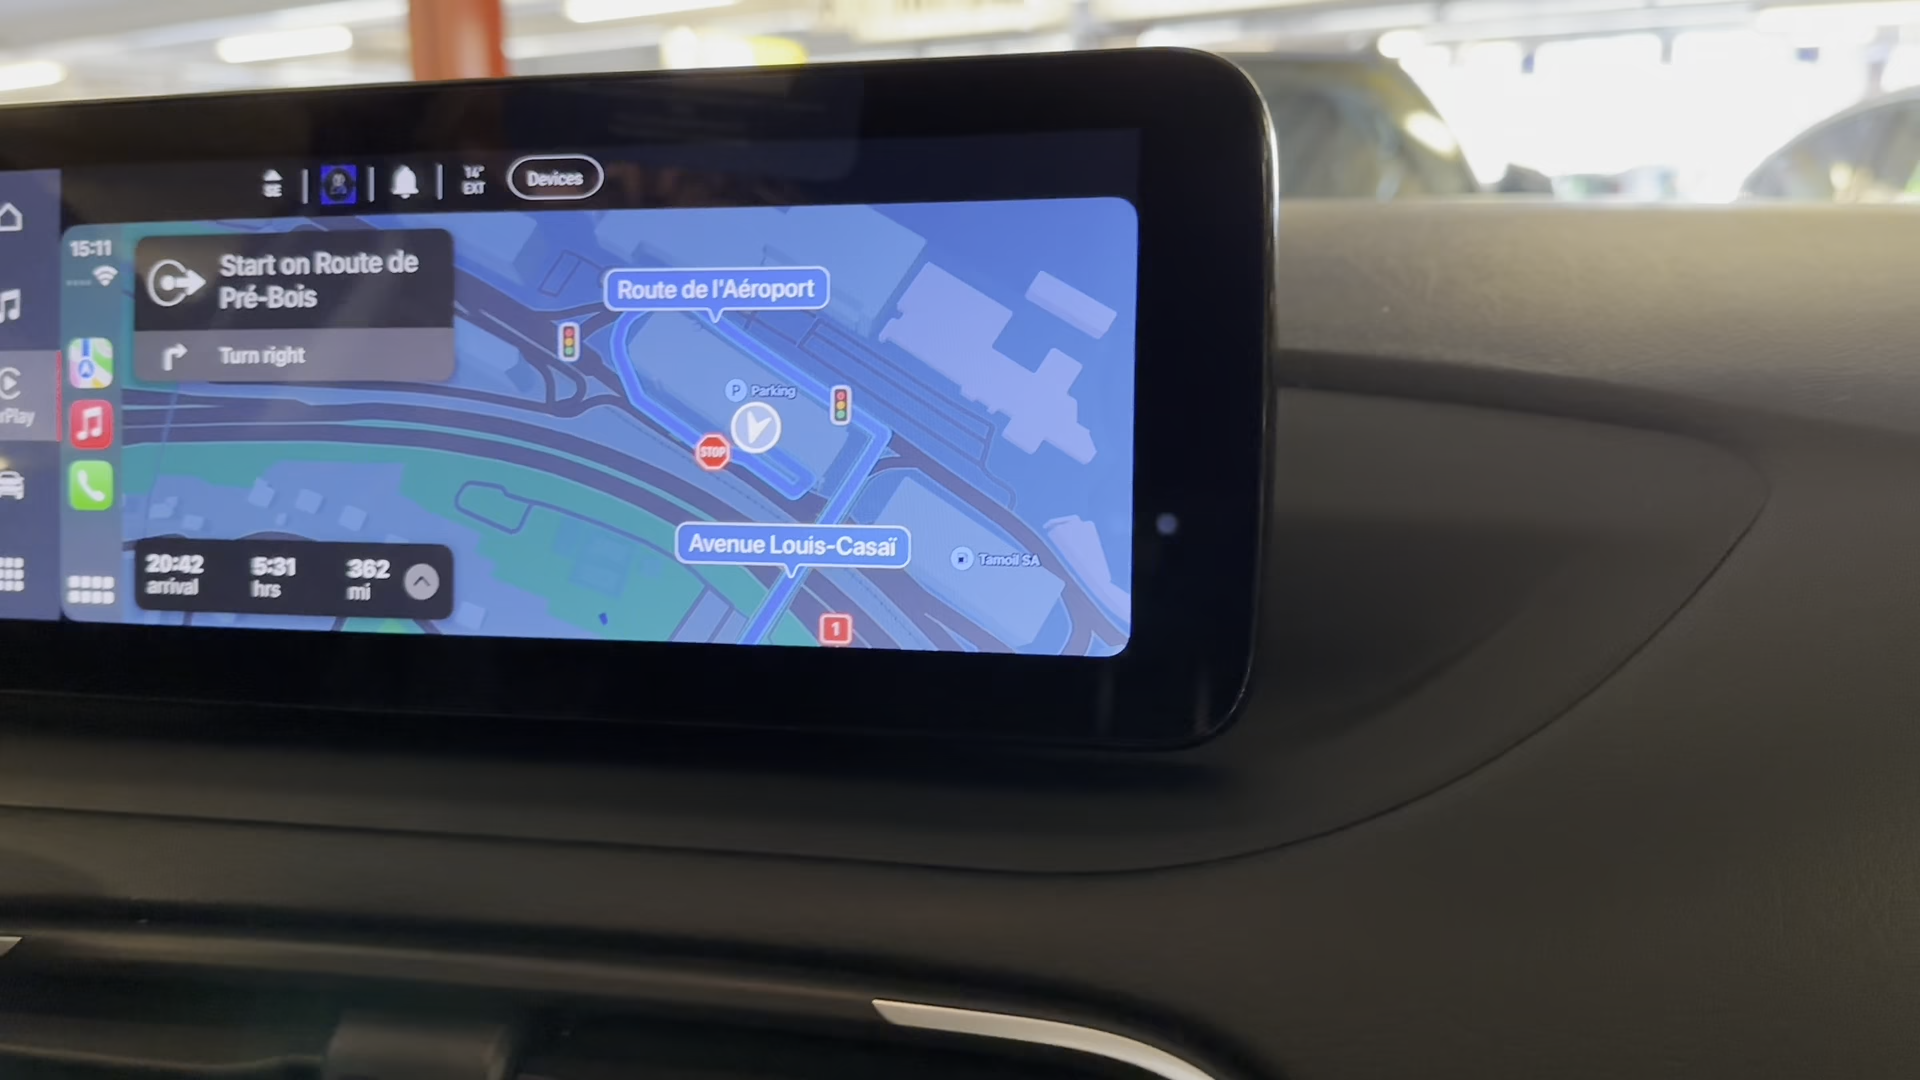 SE
14°
EXT
Devices
15:11
Start on Route de
Pré-Bois
Turn right
Route de l'Aéroport
P Parking
STOP
rPlay
Avenue Louis-Casaï
Tamoil SA
20:42
arrival
5:31
hrs
362
mi
1